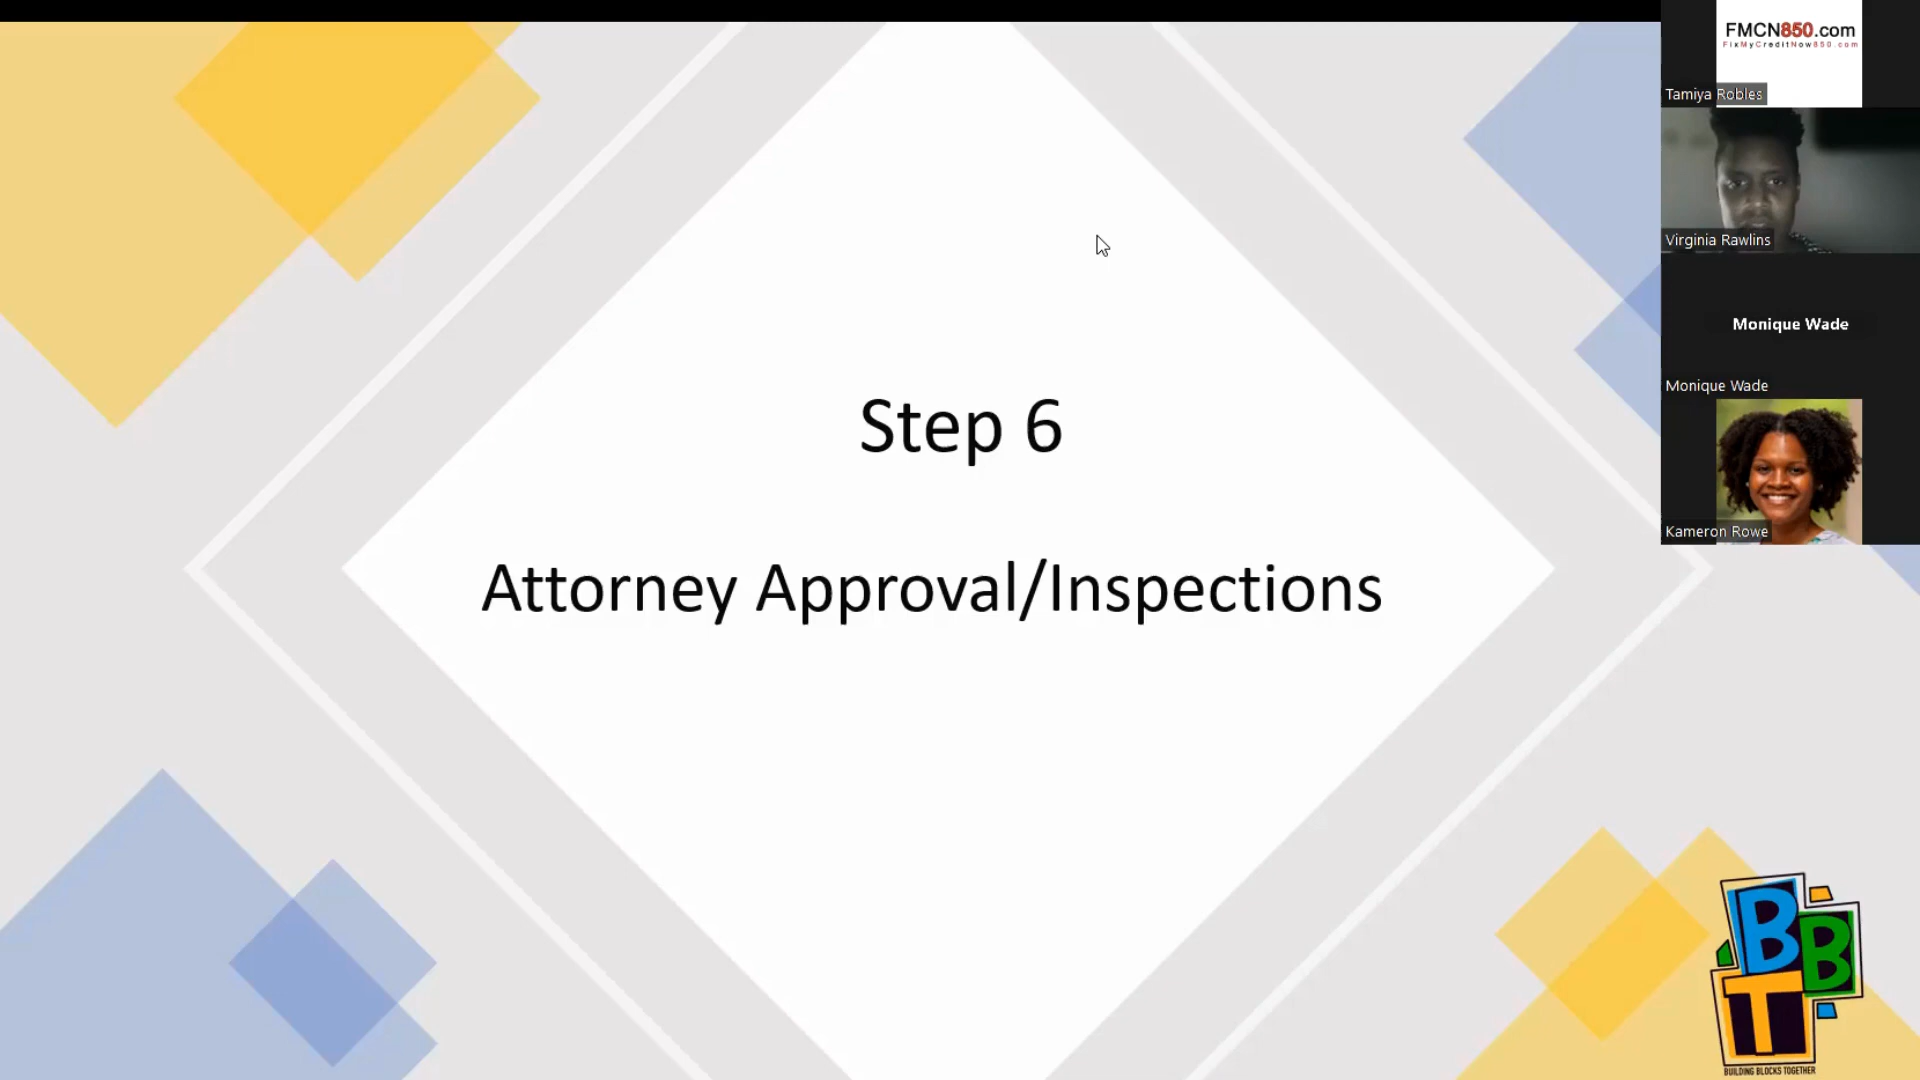 FMCN850.com
FixMyCreditNow850.com
Tamiya Robles
Virginia Rawlins
Monique Wade
Monique Wade
Kameron Rowe
Step 6
Attorney Approval/Inspections
BBT
BUILDING BLOCKS TOGETHER